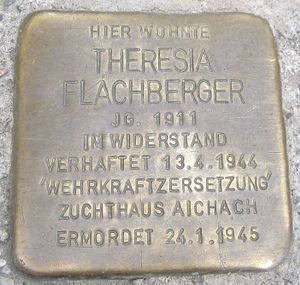 HIER WOHNTE
THERESIA
FLACHBERGER
JG. 1911
IM WIDERSTAND
VERHAFTET 13.4.1944
'WEHRKRAFTZERSETZUNG'
ZUCHTHAUS AICHACH
ERMORDET 24.1.1945